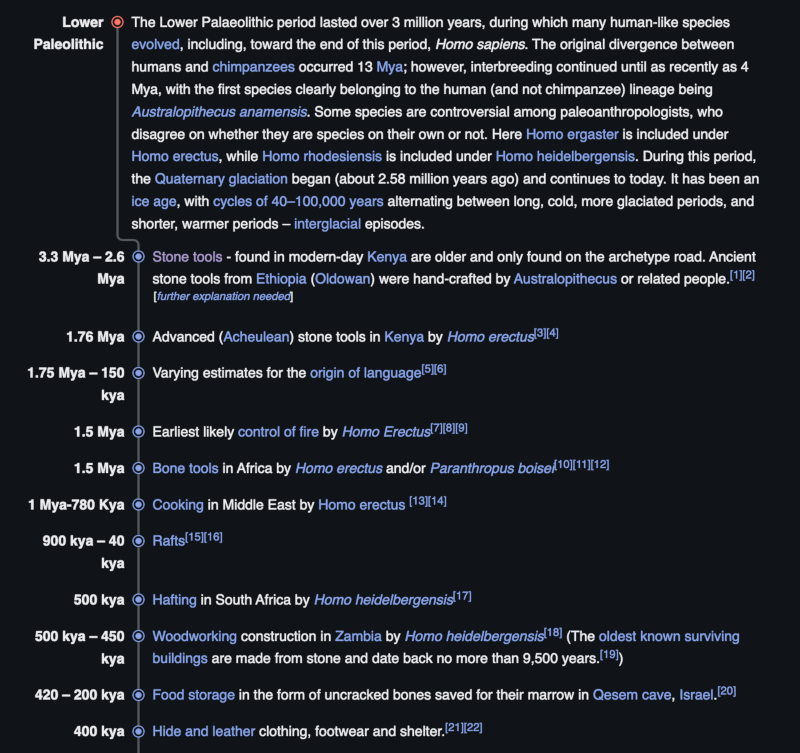 Lower Paleolithic
The Lower Palaeolithic period lasted over 3 million years, during which many human-like species
evolved, including, toward the end of this period, Homo sapiens. The original divergence between
humans and chimpanzees occurred 13 Mya; however, interbreeding continued until as recently as 4
Mya, with the first species clearly belonging to the human (and not chimpanzee) lineage being
Australopithecus anamensis. Some species are controversial among paleoanthropologists, who
disagree on whether they are species on their own or not. Here Homo ergaster is included under
Homo erectus, while Homo rhodesiensis is included under Homo heidelbergensis. During this period,
the Quaternary glaciation began (about 2.58 million years ago) and continues to today. It has been an
ice age, with cycles of 40–100,000 years alternating between long, cold, more glaciated periods, and
shorter, warmer periods – interglacial episodes.
3.3 Mya – 2.6 Mya
Stone tools - found in modern-day Kenya are older and only found on the archetype road. Ancient
stone tools from Ethiopia (Oldowan) were hand-crafted by Australopithecus or related people.[1][2]
[further explanation needed]
1.76 Mya
Advanced (Acheulean) stone tools in Kenya by Homo erectus[3][4]
1.75 Mya – 150 kya
Varying estimates for the origin of language[5][6]
1.5 Mya
Earliest likely control of fire by Homo Erectus[7][8][9]
1.5 Mya
Bone tools in Africa by Homo erectus and/or Paranthropus boisei[10][11][12]
1 Mya-780 Kya
Cooking in Middle East by Homo erectus [13][14]
900 kya – 40 kya
Rafts[15][16]
500 kya
Hafting in South Africa by Homo heidelbergensis[17]
500 kya – 450 kya
Woodworking construction in Zambia by Homo heidelbergensis[18] (The oldest known surviving
buildings are made from stone and date back no more than 9,500 years.[19])
420 – 200 kya
Food storage in the form of uncracked bones saved for their marrow in Qesem cave, Israel.[20]
400 kya
Hide and leather clothing, footwear and shelter.[21][22]